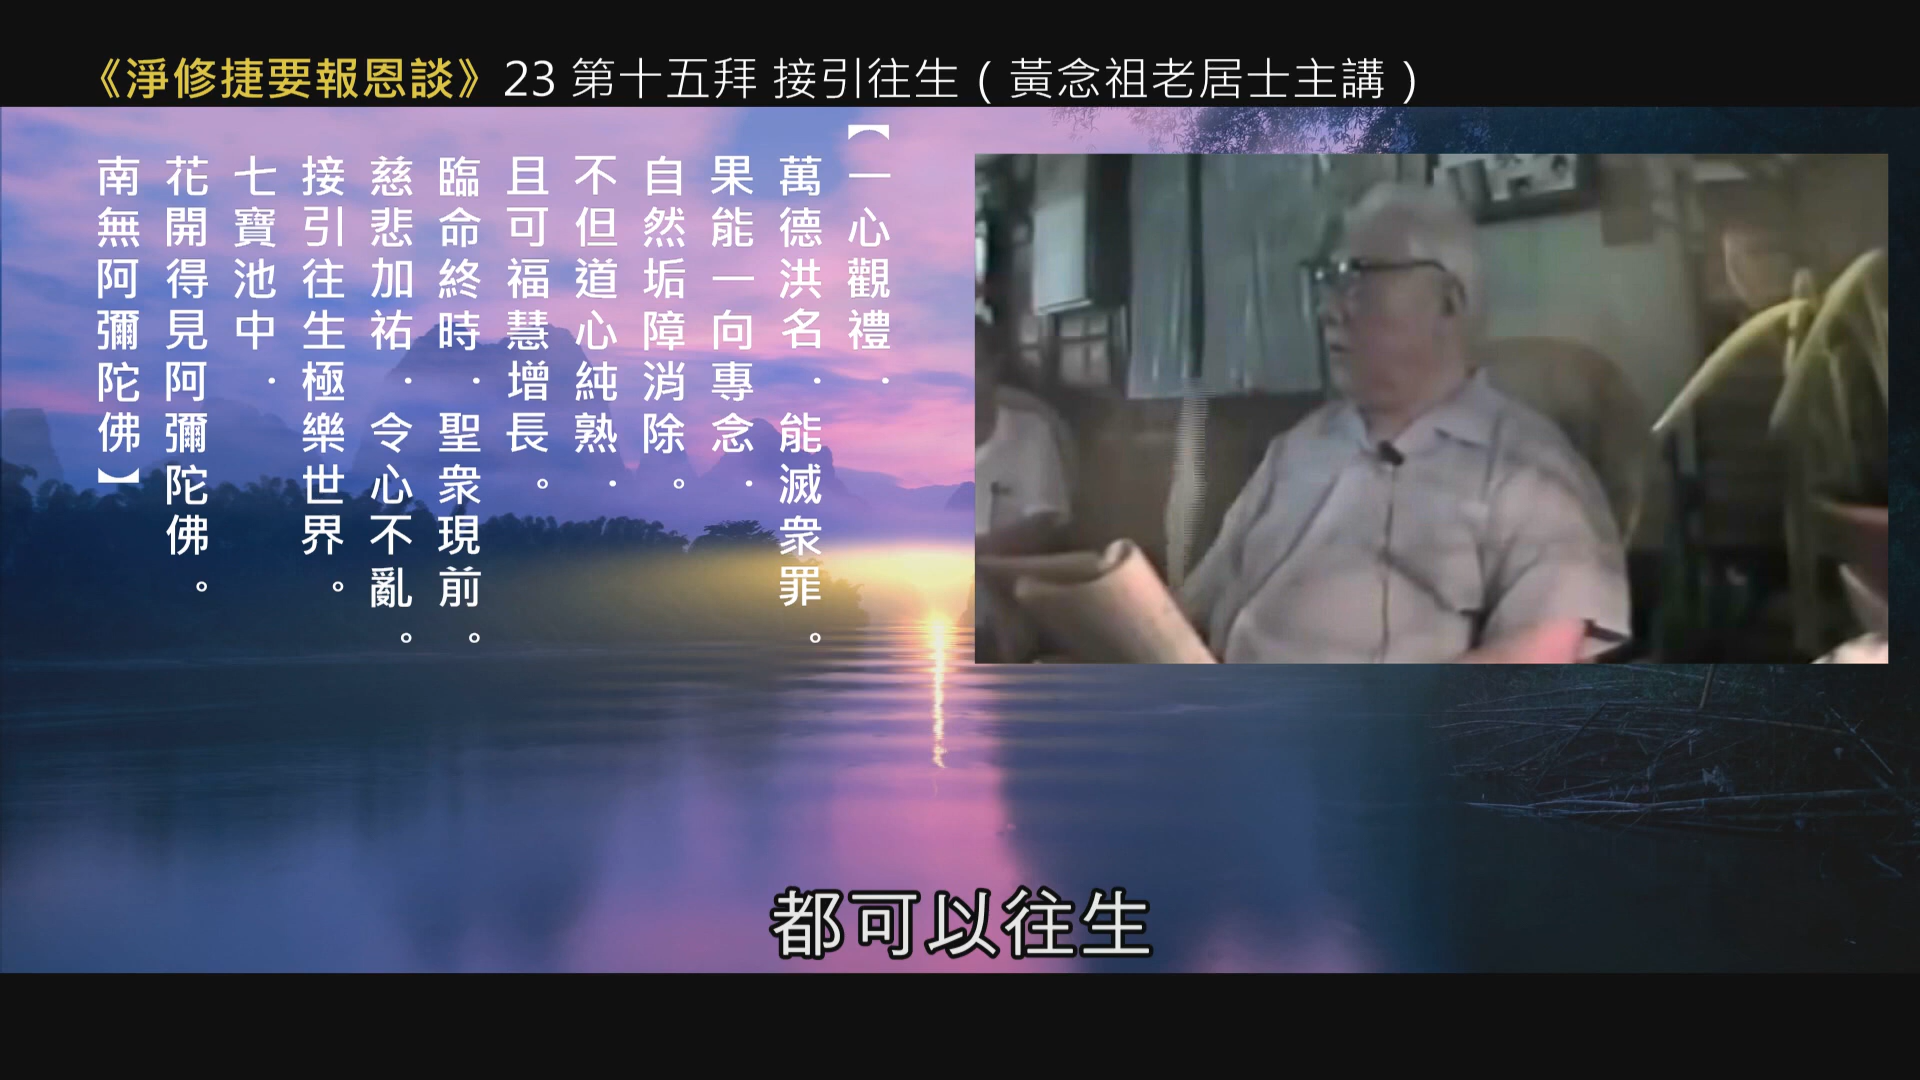 《淨修捷要報恩談》23 第十五拜 接引往生（黃念祖老居士主講）
【一心觀禮．
萬德洪名．能滅衆罪。
果能一向專念．
自然垢障消除。
不但道心純熟．
且可福慧增長。
臨命終時．聖衆現前。
慈悲加祐．令心不亂。
接引往生極樂世界。
七寶池中．
花開得見阿彌陀佛。
南無阿彌陀佛】
都可以往生